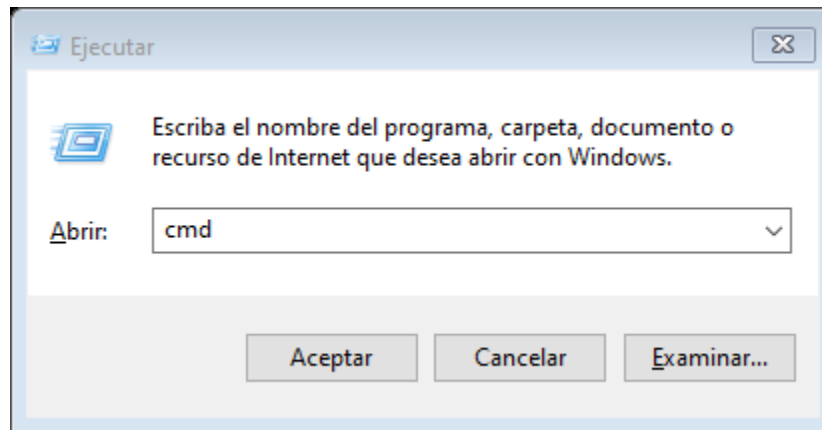 Ejecutar
Escriba el nombre del programa, carpeta, documento o
recurso de Internet que desea abrir con Windows.
Abrir: cmd
Aceptar Cancelar Examinar...